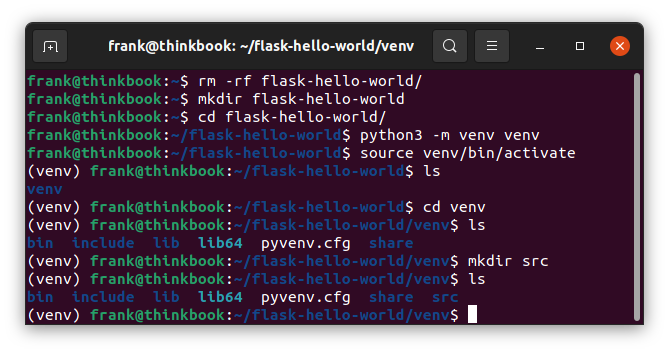 frank@thinkbook: ~/flask-hello-world/venv
frank@thinkbook:~$ rm -rf flask-hello-world/
frank@thinkbook:~$ mkdir flask-hello-world
frank@thinkbook:~$ cd flask-hello-world/
frank@thinkbook:~/flask-hello-world$ python3 -m venv venv
frank@thinkbook:~/flask-hello-world$ source venv/bin/activate
(venv) frank@thinkbook:~/flask-hello-world$ ls
venv
(venv) frank@thinkbook:~/flask-hello-world$ cd venv
(venv) frank@thinkbook:~/flask-hello-world/venv$ ls
bin  include  lib  lib64  pyvenv.cfg  share
(venv) frank@thinkbook:~/flask-hello-world/venv$ mkdir src
(venv) frank@thinkbook:~/flask-hello-world/venv$ ls
bin  include  lib  lib64  pyvenv.cfg  share  src
(venv) frank@thinkbook:~/flask-hello-world/venv$